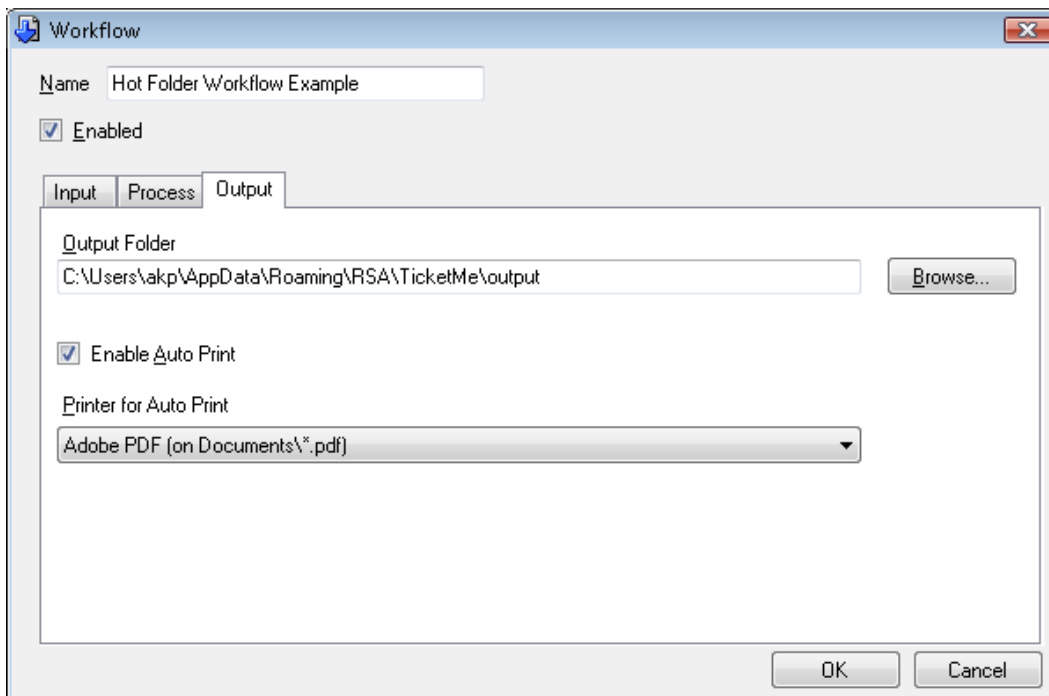 Workflow
Name Hot Folder Workflow Example
Enabled
Input Process Output
Output Folder
C:\Users\akp\AppData\Roaming\RSA\TicketMe\output Browse...
Enable Auto Print
Printer for Auto Print
Adobe PDF (on Documents\*.pdf)
OK Cancel